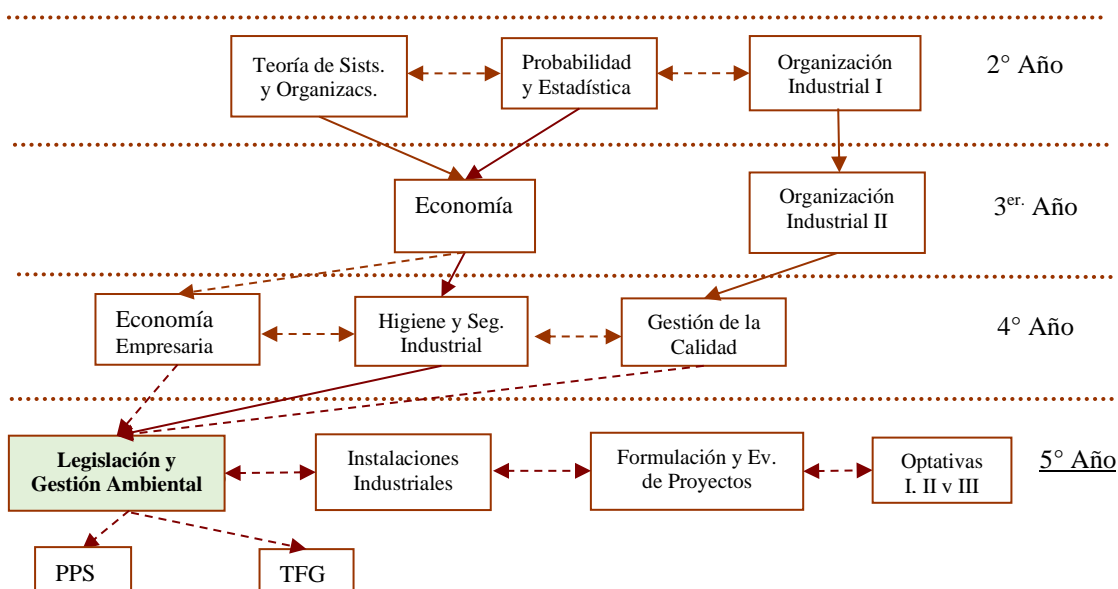 Teoría de Sists.
y Organizacs.
Probabilidad
y Estadística
Organización
Industrial I
2° Año
Economía
Organización
Industrial II
3er. Año
Economía
Empresaria
Higiene y Seg.
Industrial
Gestión de la
Calidad
4° Año
Legislación y
Gestión Ambiental
Instalaciones
Industriales
Formulación y Ev.
de Proyectos
Optativas
I. II v III
5° Año
PPS
TFG